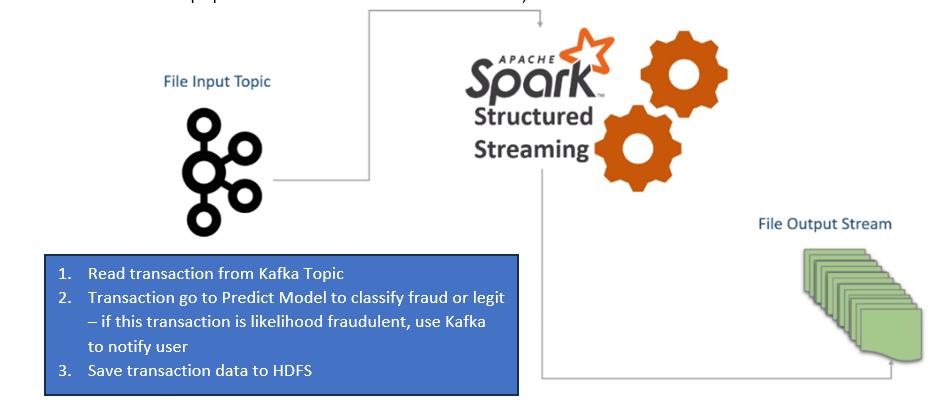 File Input Topic
APACHE
Spark
™
Structured
Streaming
File Output Stream
1. Read transaction from Kafka Topic
2. Transaction go to Predict Model to classify fraud or legit
– if this transaction is likelihood fraudulent, use Kafka
to notify user
3. Save transaction data to HDFS